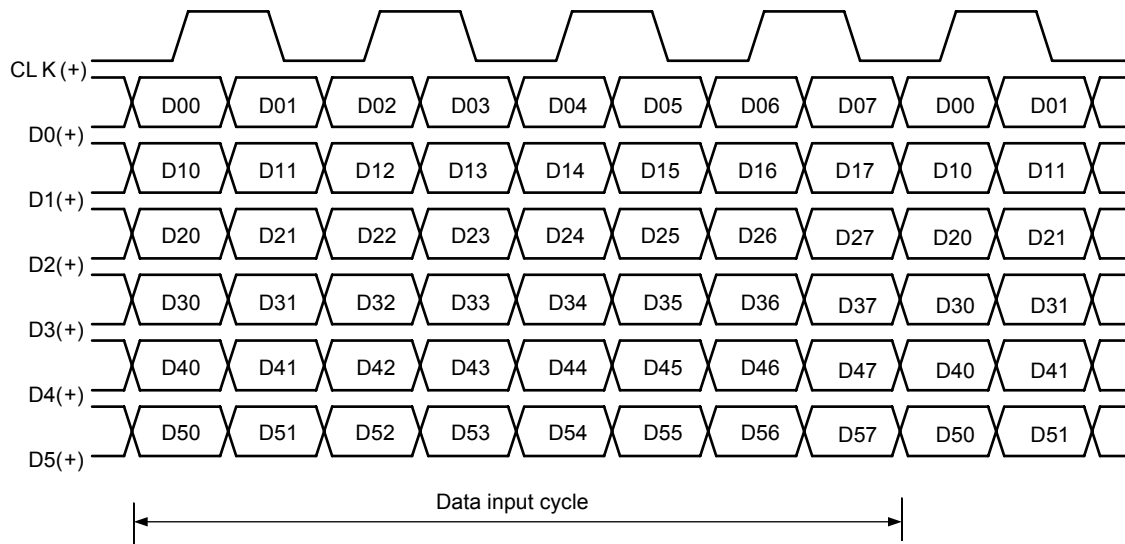 CLK(+)
D00 D01 D02 D03 D04 D05 D06 D07 D00 D01
D0(+)
D10 D11 D12 D13 D14 D15 D16 D17 D10 D11
D1(+)
D20 D21 D22 D23 D24 D25 D26 D27 D20 D21
D2(+)
D30 D31 D32 D33 D34 D35 D36 D37 D30 D31
D3(+)
D40 D41 D42 D43 D44 D45 D46 D47 D40 D41
D4(+)
D50 D51 D52 D53 D54 D55 D56 D57 D50 D51
D5(+)
Data input cycle